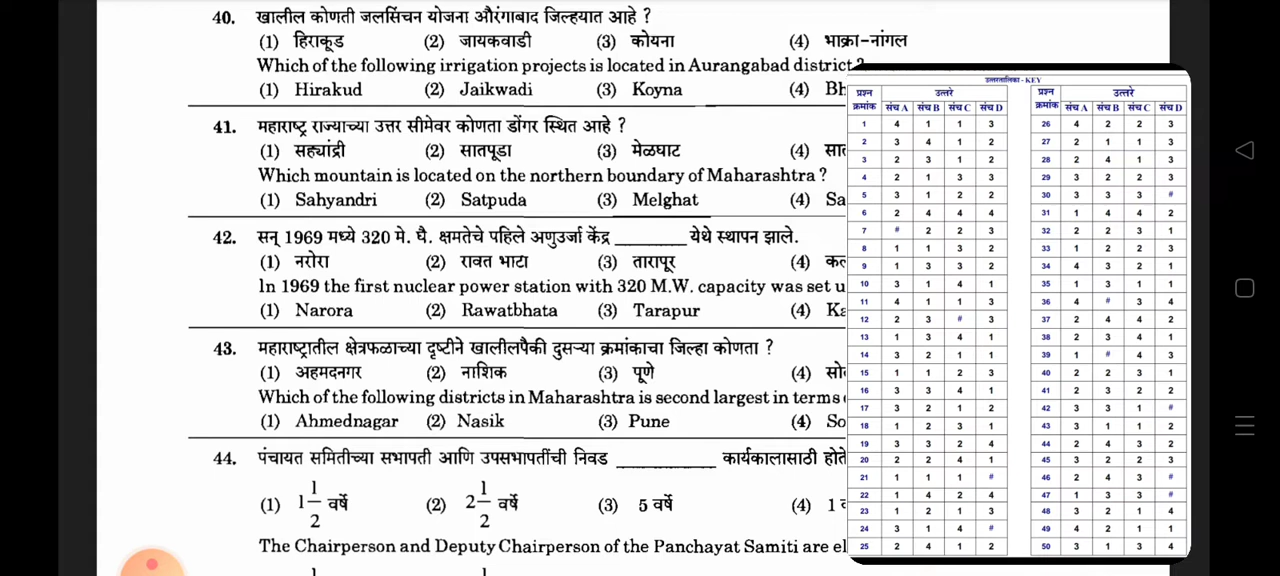 40. खालील कोणती जलसिंचन योजना औरंगाबाद जिल्हयात आहे ?
(1) हिराकूड (2) जायकवाडी (3) कोयना (4) भाक्रा-नांगल
Which of the following irrigation projects is located in Aurangabad district ?
(1) Hirakud (2) Jaikwadi (3) Koyna (4) Bh
41. महाराष्ट्र राज्याच्या उत्तर सीमेवर कोणता डोंगर स्थित आहे ?
(1) सह्यांद्री (2) सातपूडा (3) मेळघाट (4)
Which mountain is located on the northern boundary of Maharashtra ?
(1) Sahyandri (2) Satpuda (3) Melghat (4) Sa
42. सन् 1969 मध्ये 320 मे. वै. क्षमतेचे पहिले अणुउर्जा केंद्र ________ येथे स्थापन झाले.
(1) नरोरा (2) रावत भाटा (3) तारापूर (4)
In 1969 the first nuclear power station with 320 M.W. capacity was set u
(1) Narora (2) Rawatbhata (3) Tarapur (4) Ka
43. महाराष्ट्रातील क्षेत्रफळाच्या दृष्टीने खालीलपैकी दुसऱ्या क्रमांकाचा जिल्हा कोणता ?
(1) अहमदनगर (2) नाशिक (3) पूणे (4)
Which of the following districts in Maharashtra is second largest in terms
(1) Ahmednagar (2) Nasik (3) Pune (4) So
44. पंचायत समितीच्या सभापती आणि उपसभापतींची निवड ________ कार्यकालासाठी होते
(1) 1 1/2 वर्षे (2) 2 1/2 वर्षे (3) 5 वर्षे (4) 1
The Chairperson and Deputy Chairperson of the Panchayat Samiti are el
उत्तरतालिका - KEY
प्रश्न क्रमांक उत्तरे
संच A संच B संच C संच D
1 4 1 1 3
2 3 4 1 2
3 2 3 1 2
4 2 1 3 3
5 3 1 2 2
6 2 4 4 4
7 # 2 2 3
8 1 1 3 2
9 1 3 3 2
10 3 1 4 1
11 4 1 1 3
12 2 3 # 3
13 1 3 4 1
14 3 2 1 1
15 1 1 2 3
16 3 3 4 1
17 3 2 1 2
18 1 2 3 1
19 3 3 2 4
20 2 2 4 1
21 1 1 1 #
22 1 4 2 4
23 1 2 1 3
24 3 1 4 #
25 2 4 1 2
प्रश्न क्रमांक उत्तरे
संच A संच B संच C संच D
26 4 2 2 3
27 2 1 1 3
28 2 4 1 3
29 3 2 2 3
30 3 3 3 #
31 1 4 4 2
32 2 2 3 1
33 1 2 2 3
34 4 3 2 1
35 1 3 1 1
36 4 # 3 4
37 2 4 4 2
38 2 3 4 1
39 1 # 4 3
40 2 2 3 1
41 2 3 2 2
42 3 3 1 #
43 3 1 1 2
44 2 4 3 2
45 3 2 2 3
46 2 4 3 #
47 1 3 3 #
48 3 2 1 4
49 4 2 1 1
50 3 1 3 4